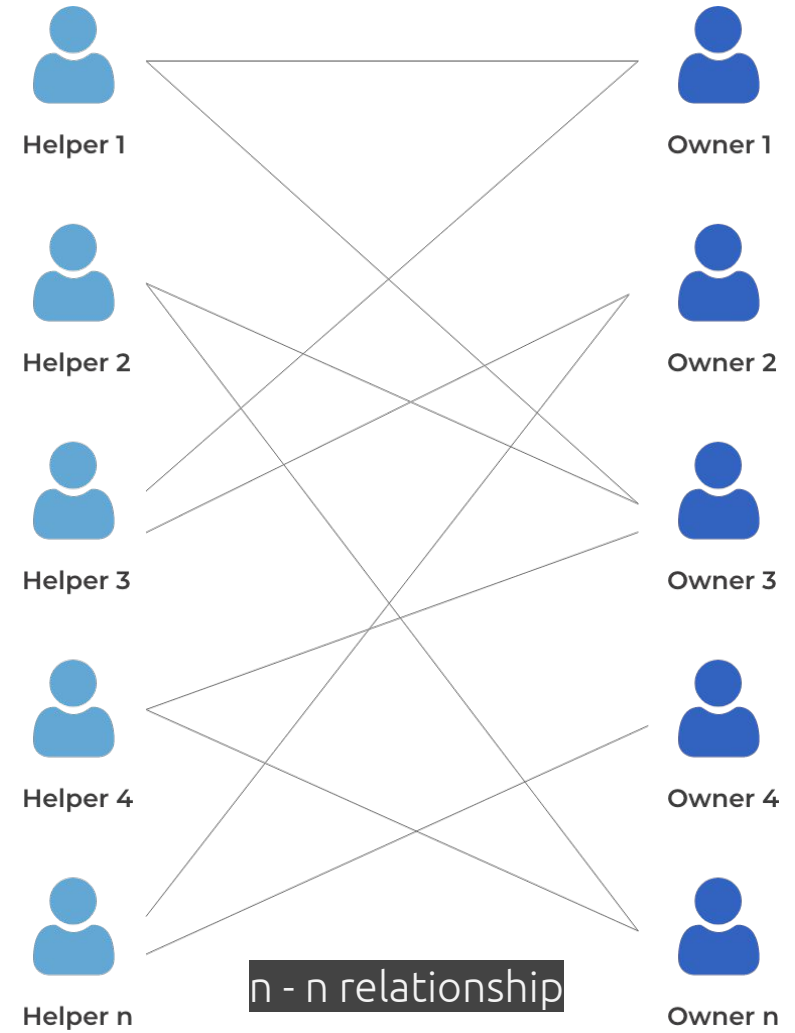 Helper 1
Owner 1
Helper 2
Owner 2
Helper 3
Owner 3
Helper 4
Owner 4
n - n relationship
Helper n
Owner n